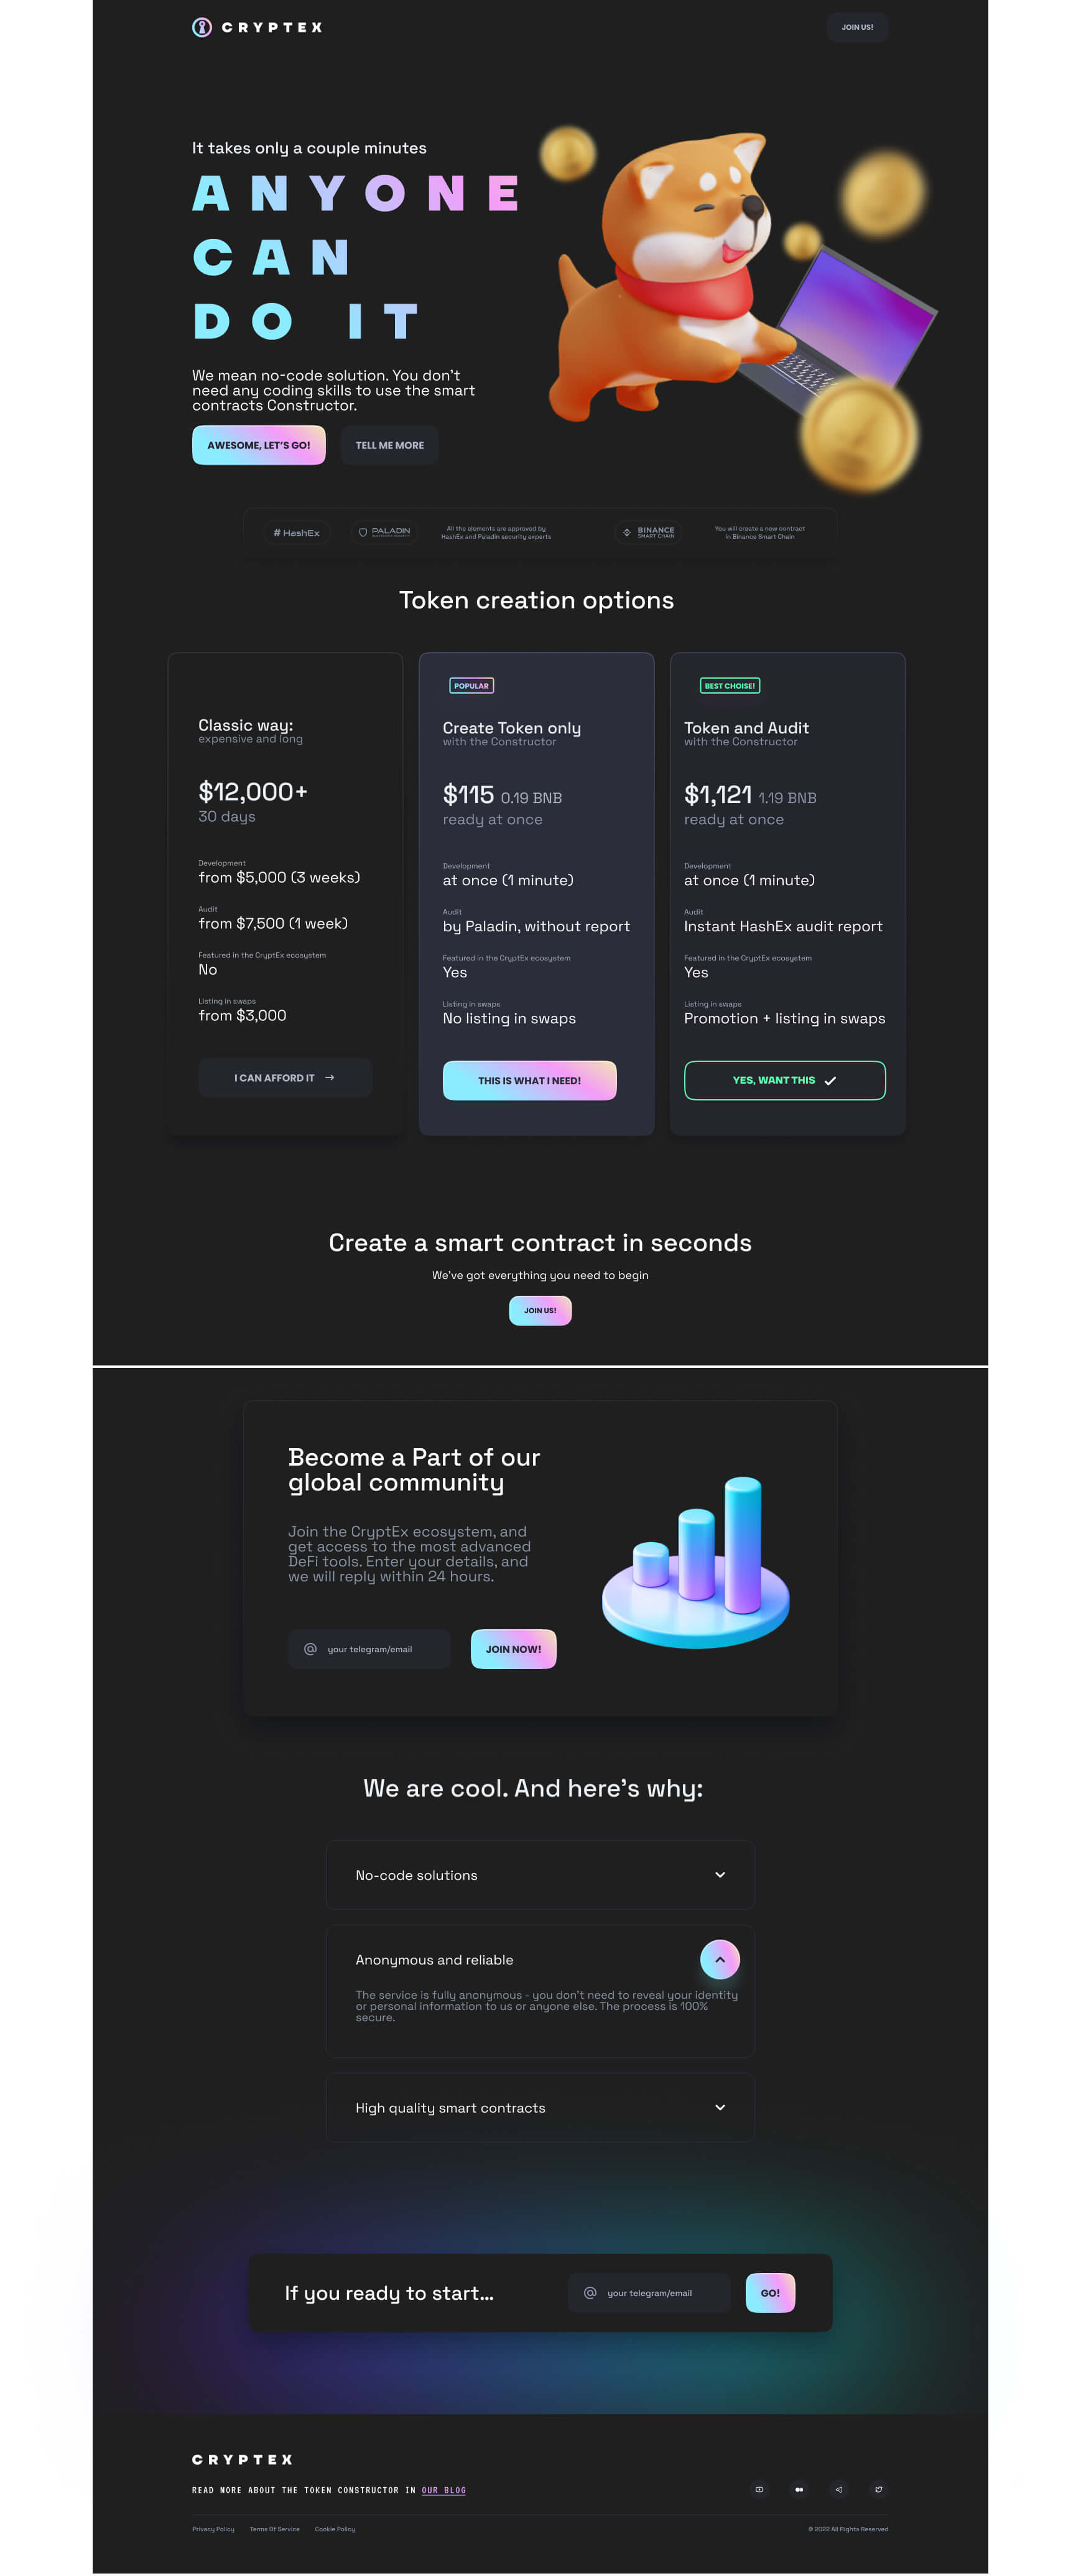 CRYPTEX
JOIN US!
It takes only a couple minutes
ANYONE
CAN
DO IT
We mean no-code solution. You don't
need any coding skills to use the smart
contracts Constructor.
AWESOME, LET'S GO!
TELL ME MORE
HashEx
PALADIN
All the elements are approved by
HashEx and Paladin security experts
BINANCE
SMART CHAIN
You will create a new contract
in Binance Smart Chain
Token creation options
Classic way:
expensive and long
$12,000+
30 days
Development
from $5,000 (3 weeks)
Audit
from $7,500 (1 week)
Featured in the CryptEx ecosystem
No
Listing in swaps
from $3,000
I CAN AFFORD IT →
POPULAR
Create Token only
with the Constructor
$115 0.19 BNB
ready at once
Development
at once (1 minute)
Audit
by Paladin, without report
Featured in the CryptEx ecosystem
Yes
Listing in swaps
No listing in swaps
THIS IS WHAT I NEED!
BEST CHOISE!
Token and Audit
with the Constructor
$1,121 1.19 BNB
ready at once
Development
at once (1 minute)
Audit
Instant HashEx audit report
Featured in the CryptEx ecosystem
Yes
Listing in swaps
Promotion + listing in swaps
YES, WANT THIS
Create a smart contract in seconds
We've got everything you need to begin
JOIN US!
Become a Part of our
global community
Join the CryptEx ecosystem, and
get access to the most advanced
DeFi tools. Enter your details, and
we will reply within 24 hours.
@ your telegram/email
JOIN NOW!
We are cool. And here's why:
No-code solutions
Anonymous and reliable
The service is fully anonymous - you don't need to reveal your identity
or personal information to us or anyone else. The process is 100%
secure.
High quality smart contracts
If you ready to start...
@ your telegram/email
GO!
CRYPTEX
READ MORE ABOUT THE TOKEN CONSTRUCTOR IN OUR BLOG
Privacy Policy
Terms Of Service
Cookie Policy
© 2022 All Rights Reserved